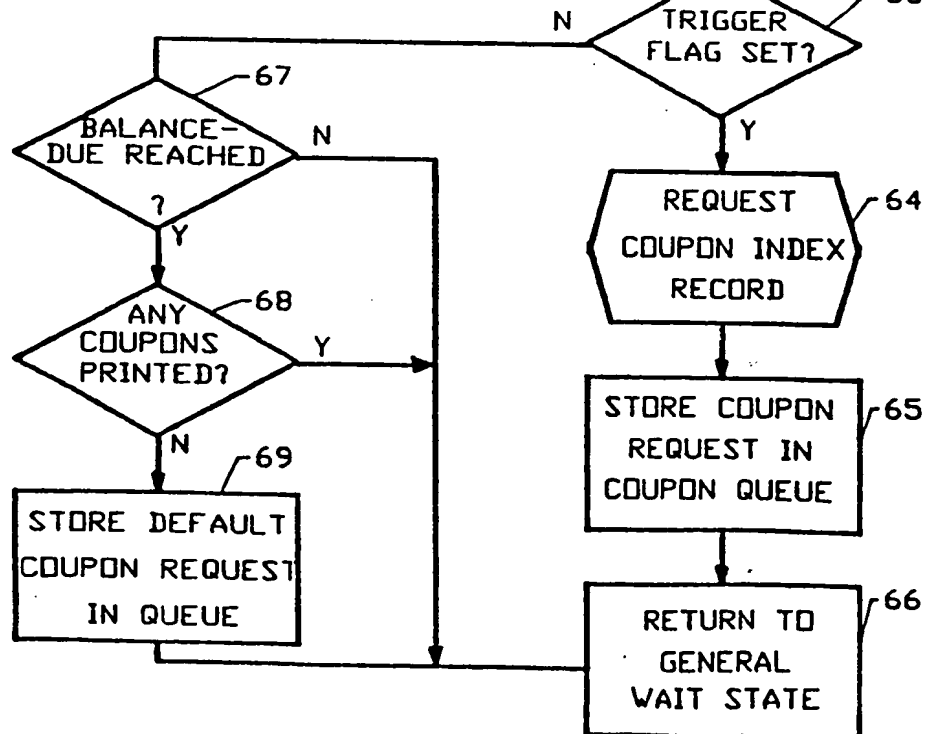 N
TRIGGER
FLAG SET?
Y
67
BALANCE-
DUE REACHED
?
N
Y
REQUEST
COUPON INDEX
RECORD
64
68
ANY
COUPONS
PRINTED?
Y
N
STORE COUPON
REQUEST IN
COUPON QUEUE
65
69
STORE DEFAULT
COUPON REQUEST
IN QUEUE
RETURN TO
GENERAL
WAIT STATE
66